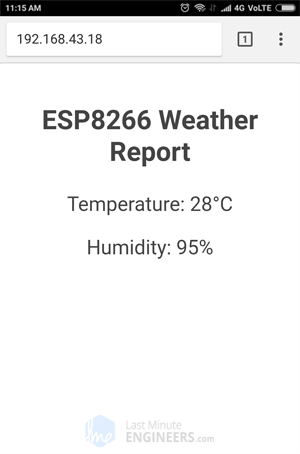 11:15 AM
4G VoLTE
192.168.43.18
1
ESP8266 Weather
Report
Temperature: 28°C
Humidity: 95%
Last Minute
ENGINEERS.com